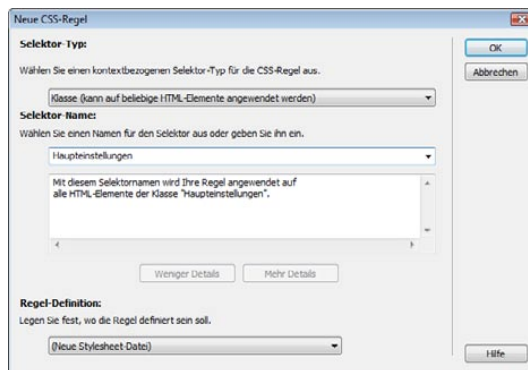 Neue CSS-Regel
Selektor-Typ:
OK
Wählen Sie einen kontextbezogenen Selektor-Typ für die CSS-Regel aus.
Abbrechen
Klasse (kann auf beliebige HTML-Elemente angewendet werden)
Selektor-Name:
Wählen Sie einen Namen für den Selektor aus oder geben Sie ihn ein.
Haupteinstellungen
Mit diesem Selektornamen wird Ihre Regel angewendet auf
alle HTML-Elemente der Klasse "Haupteinstellungen".
Weniger Details
Mehr Details
Regel-Definition:
Legen Sie fest, wo die Regel definiert sein soll.
(Neue Stylesheet-Datei)
Hilfe